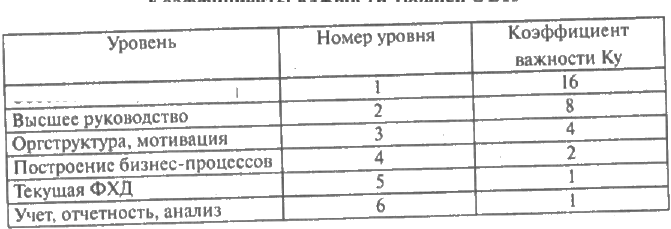 Уровень Номер уровня Коэффициент
важности Ку
1 16
Высшее руководство 2 8
Оргструктура, мотивация 3 4
Построение бизнес-процессов 4 2
Текущая ФХД 5 1
Учет, отчетность, анализ 6 1